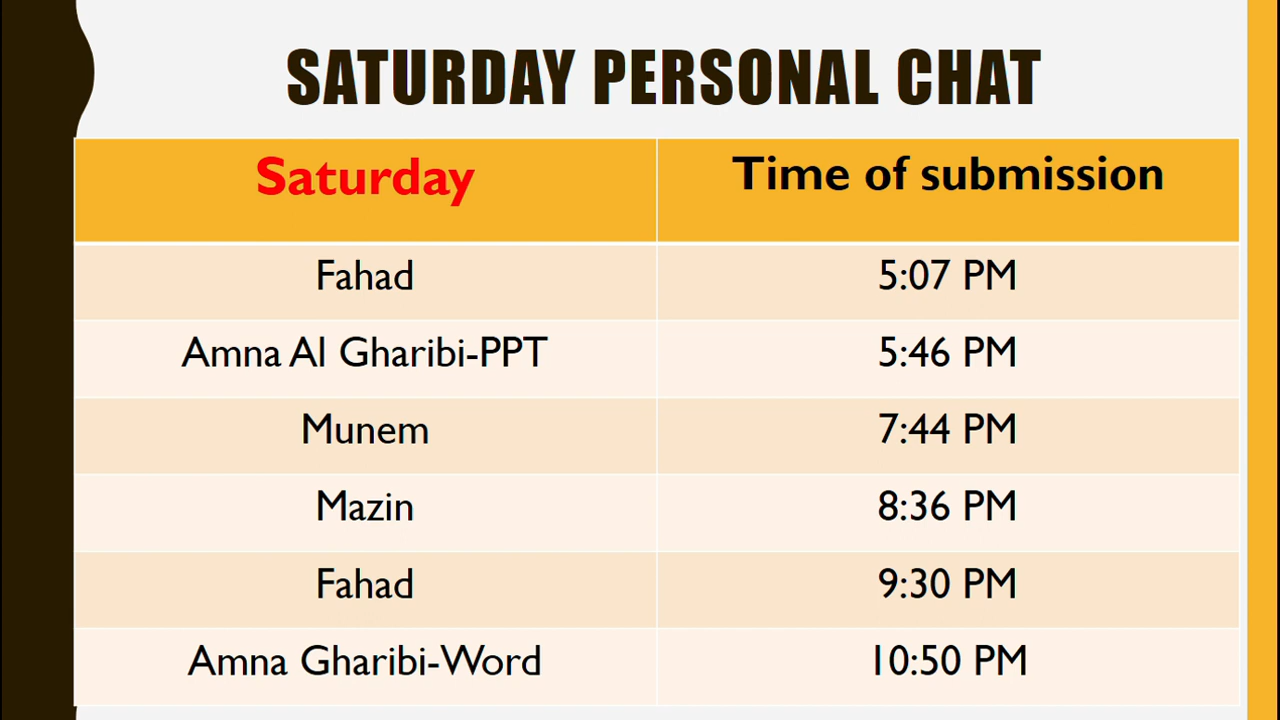 SATURDAY PERSONAL CHAT
Saturday Time of submission
Fahad 5:07 PM
Amna Al Gharibi-PPT 5:46 PM
Munem 7:44 PM
Mazin 8:36 PM
Fahad 9:30 PM
Amna Gharibi-Word 10:50 PM